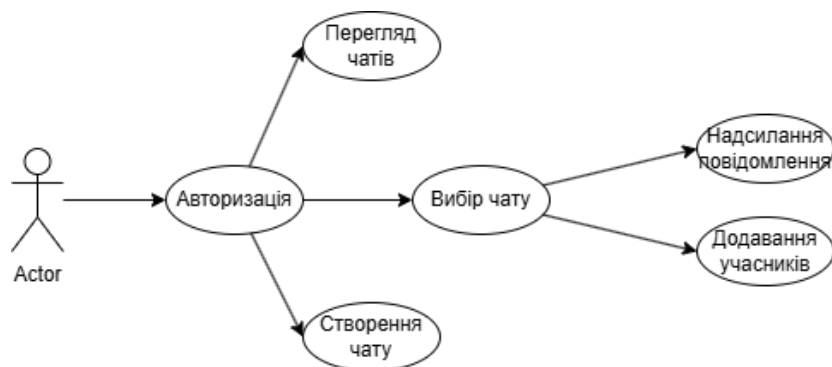 Перегляд
чатів
Надсилання
повідомлення
Авторизація
Вибір чату
Actor
Додавання
учасників
Створення
чату